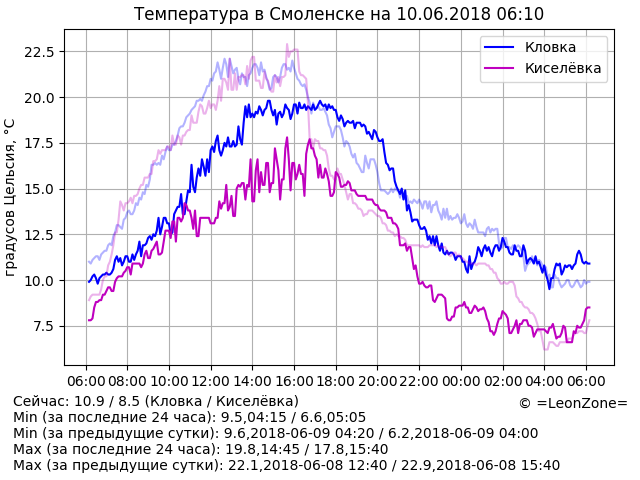 Температура в Смоленске на 10.06.2018 06:10
Кловка
Киселёвка
градусов Цельсия, °C
22.5
20.0
17.5
15.0
12.5
10.0
7.5
06:00 08:00 10:00 12:00 14:00 16:00 18:00 20:00 22:00 00:00 02:00 04:00 06:00
Сейчас: 10.9 / 8.5 (Кловка / Киселёвка)
© =LeonZone=
Min (за последние 24 часа): 9.5,04:15 / 6.6,05:05
Min (за предыдущие сутки): 9.6,2018-06-09 04:20 / 6.2,2018-06-09 04:00
Max (за последние 24 часа): 19.8,14:45 / 17.8,15:40
Max (за предыдущие сутки): 22.1,2018-06-08 12:40 / 22.9,2018-06-08 15:40